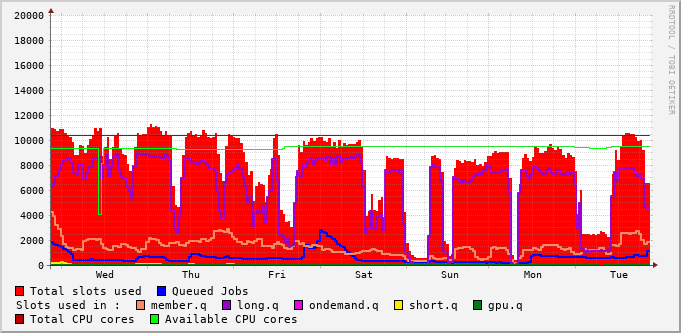 20000
18000
16000
14000
12000
10000
8000
6000
4000
2000
0
Wed Thu Fri Sat Sun Mon Tue
RRDTOOL / TOBI OETIKER
Total slots used Queued Jobs
Slots used in : member.q long.q ondemand.q short.q gpu.q
Total CPU cores Available CPU cores